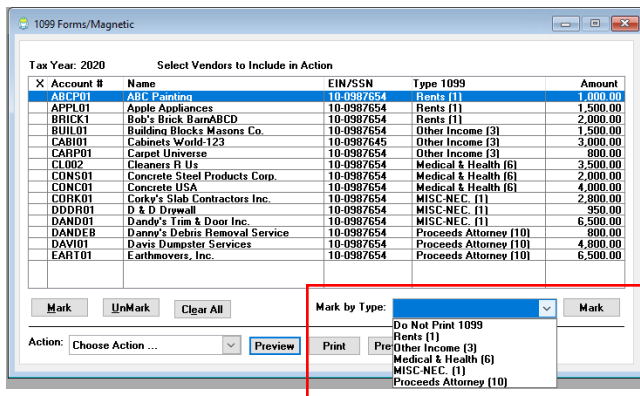 1099 Forms/Magnetic
Tax Year: 2020 Select Vendors to Include in Action
X Account # Name EIN/SSN Type 1099 Amount
ABCP01 ABC Painting 10-0987654 Rents (1) 1,000.00
APPL01 Apple Appliances 10-0987654 Rents (1) 1,500.00
BRICK1 Bob's Brick BarnABCD 10-0987654 Rents (1) 2,000.00
BUIL01 Building Blocks Masons Co. 10-0987654 Other Income (3) 1,500.00
CABI01 Cabinets World-123 10-0987645 Other Income (3) 3,000.00
CARP01 Carpet Universe 10-0987654 Other Income (3) 800.00
CL002 Cleaners R Us 10-0987654 Medical & Health (6) 3,500.00
CONS01 Concrete Steel Products Corp. 10-0987654 Medical & Health (6) 2,000.00
CONC01 Concrete USA 10-0987654 Medical & Health (6) 4,000.00
CORK01 Corky's Slab Contractors Inc. 10-0987654 MISC-NEC. (1) 2,800.00
DDDR01 D & D Drywall 10-0987654 MISC-NEC. (1) 950.00
DAND01 Dandy's Trim & Door Inc. 10-0987654 MISC-NEC. (1) 6,500.00
DANDEB Danny's Debris Removal Service 10-0987654 Proceeds Attorney (10) 800.00
DAVI01 Davis Dumpster Services 10-0987654 Proceeds Attorney (10) 4,800.00
EART01 Earthmovers, Inc. 10-0987654 Proceeds Attorney (10) 6,500.00
Mark UnMark Clear All Mark by Type: Mark
Do Not Print 1099
Rents (1)
Other Income (3)
Medical & Health (6)
MISC-NEC. (1)
Proceeds Attorney (10)
Action: Choose Action ... Preview Print